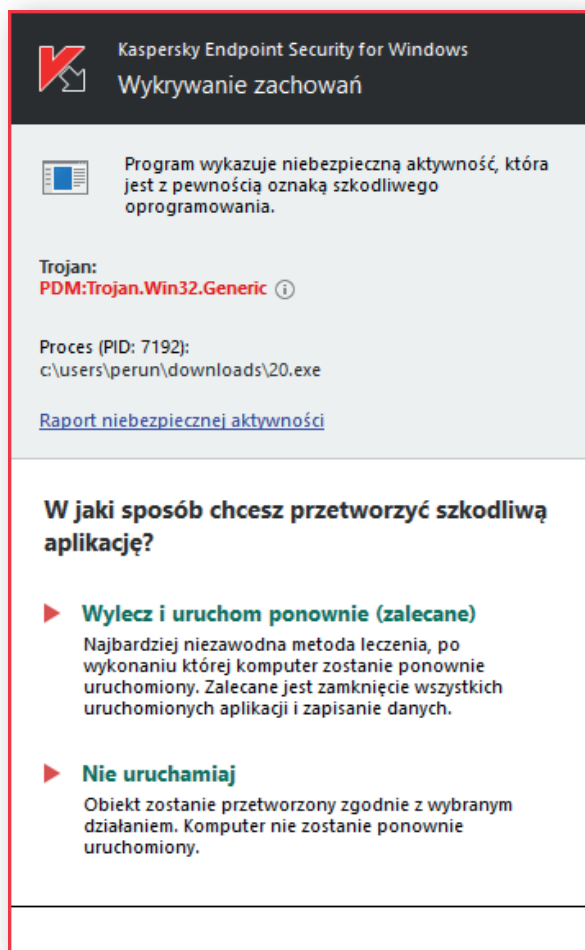 Kaspersky Endpoint Security for Windows
Wykrywanie zachowań
Program wykazuje niebezpieczną aktywność, która
jest z pewnością oznaką szkodliwego
oprogramowania.
Trojan:
PDM:Trojan.Win32.Generic
Proces (PID: 7192):
c:\users\perun\downloads\20.exe
Raport niebezpiecznej aktywności
W jaki sposób chcesz przetworzyć szkodliwą
aplikację?
Wylecz i uruchom ponownie (zalecane)
Najbardziej niezawodna metoda leczenia, po
wykonaniu której komputer zostanie ponownie
uruchomiony. Zalecane jest zamknięcie wszystkich
uruchomionych aplikacji i zapisanie danych.
Nie uruchamiaj
Obiekt zostanie przetworzony zgodnie z wybranym
działaniem. Komputer nie zostanie ponownie
uruchomiony.